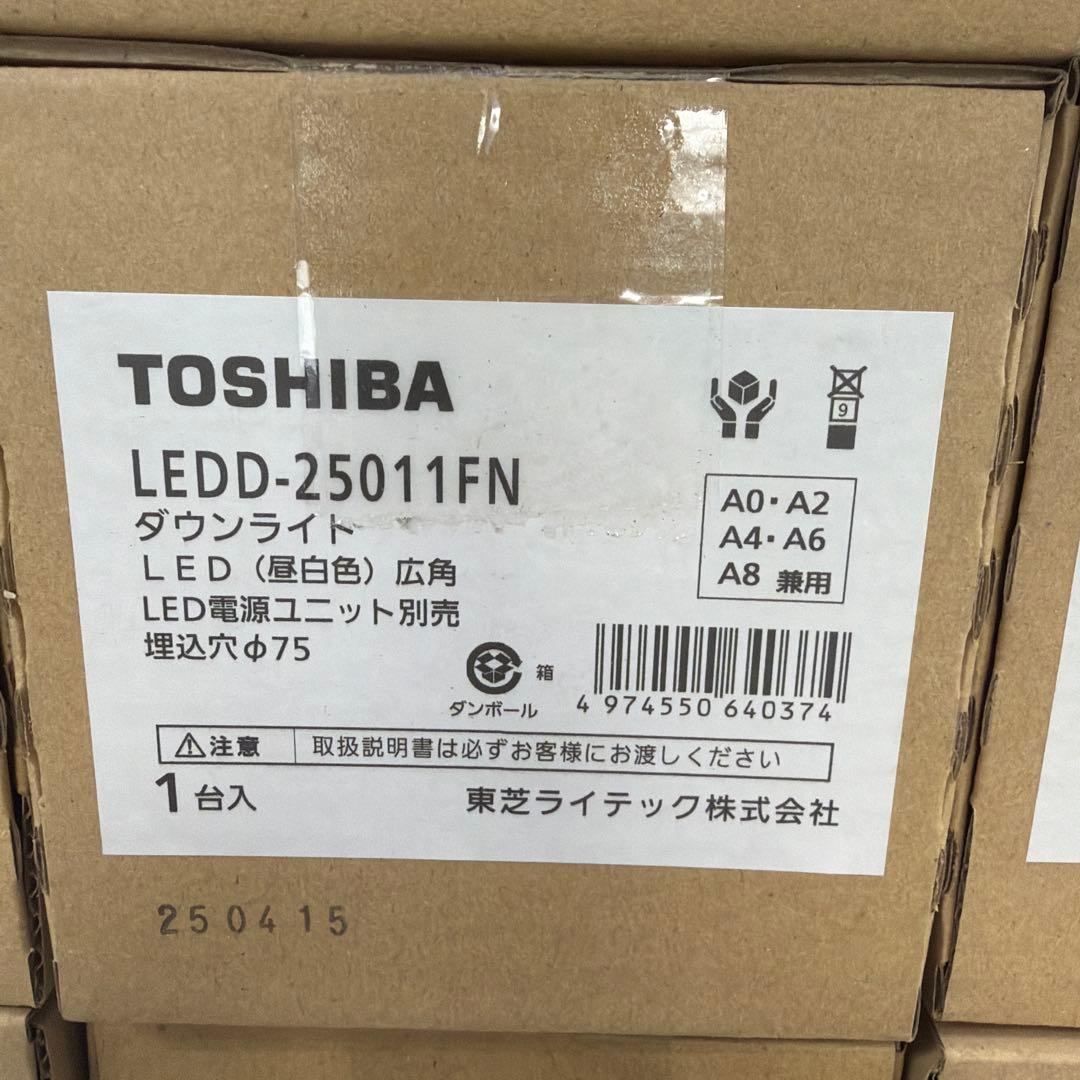 TOSHIBA
LEDD-25011FN
ダウンライト
LED（昼白色）広角
LED電源ユニット別売
埋込穴φ75
9
A0・A2
A4・A6
A8 兼用
箱
ダンボール
4 974550 640374
注意 取扱説明書は必ずお客様にお渡しください
1台入
東芝ライテック株式会社
250415